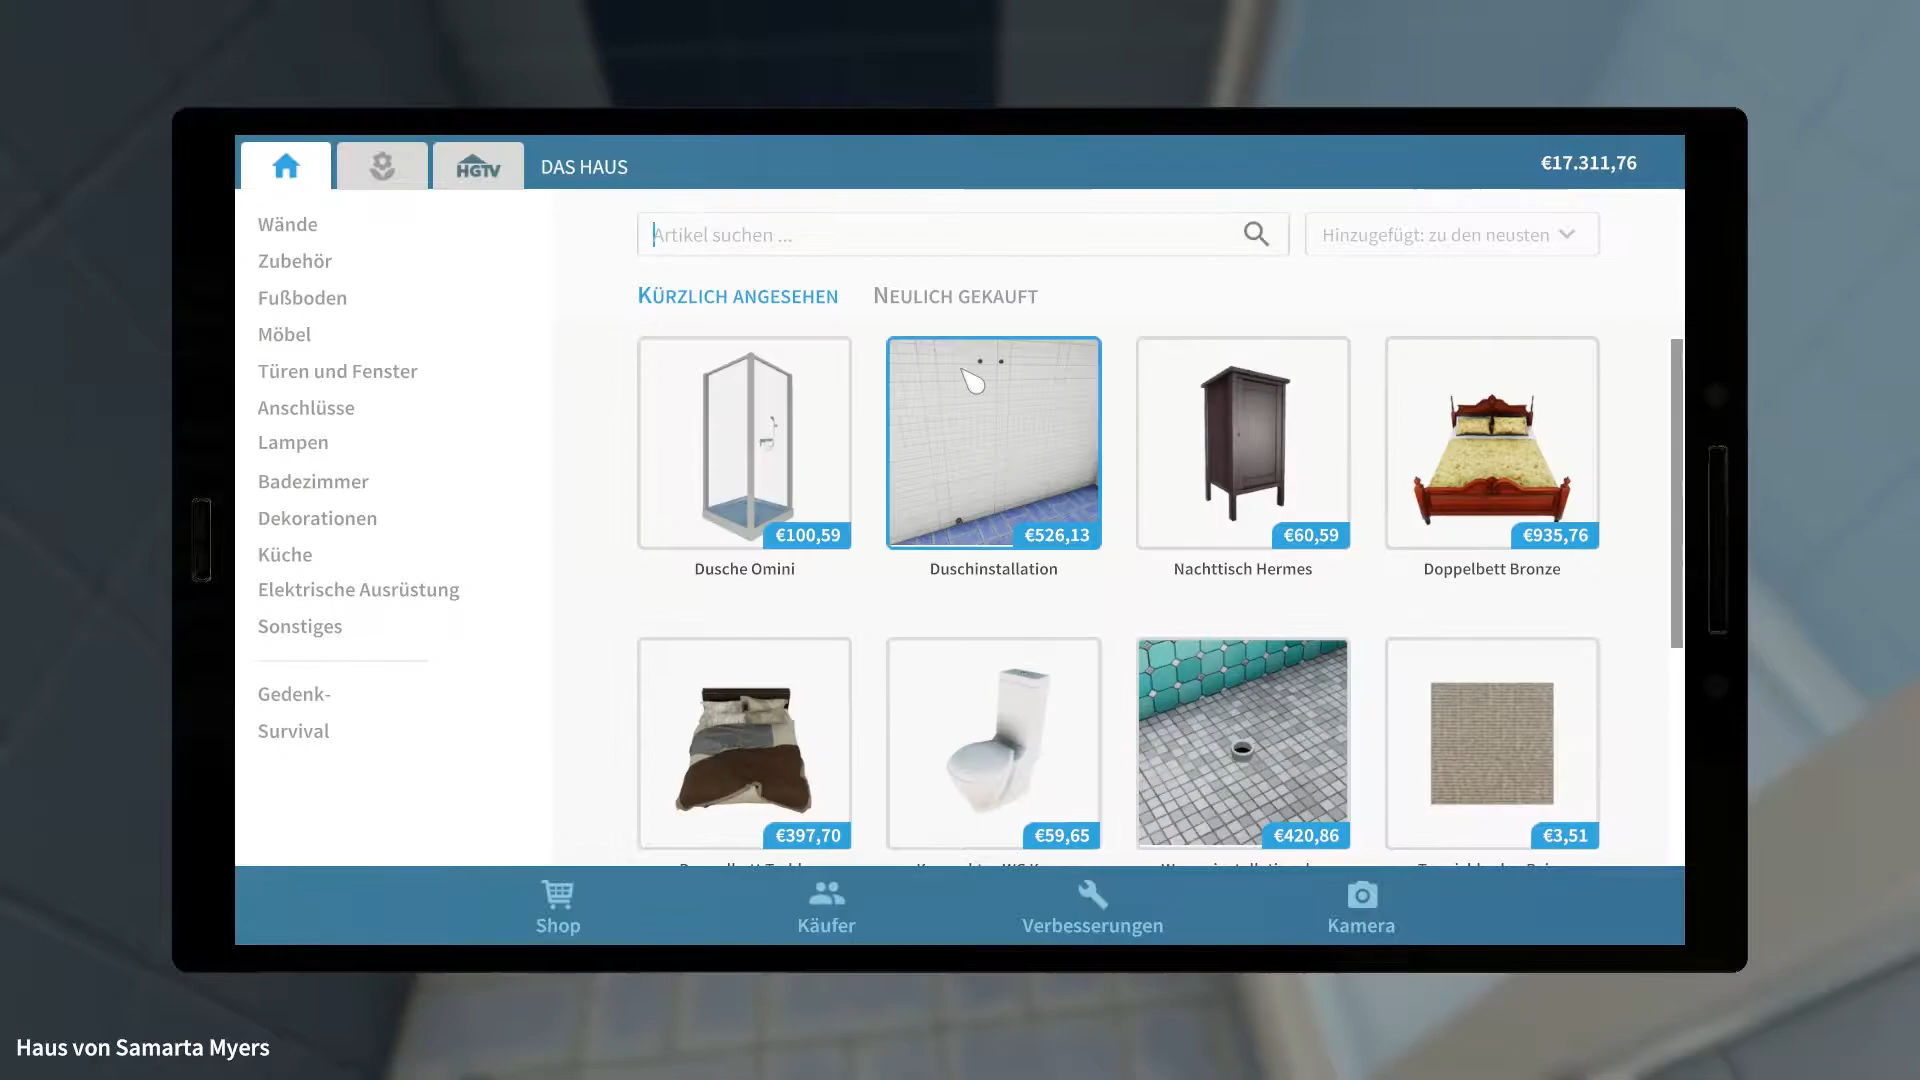 HGTV
DAS HAUS
€17.311,76
Wände
Zubehör
Fußboden
Möbel
Türen und Fenster
Anschlüsse
Lampen
Badezimmer
Dekorationen
Küche
Elektrische Ausrüstung
Sonstiges
Gedenk-
Survival
Artikel suchen ...
Hinzugefügt: zu den neusten
KÜRZLICH ANGESEHEN
NEULICH GEKAUFT
€100,59
€526,13
€60,59
€935,76
Dusche Omini
Duschinstallation
Nachttisch Hermes
Doppelbett Bronze
€397,70
€59,65
€420,86
€3,51
Shop
Käufer
Verbesserungen
Kamera
Haus von Samarta Myers